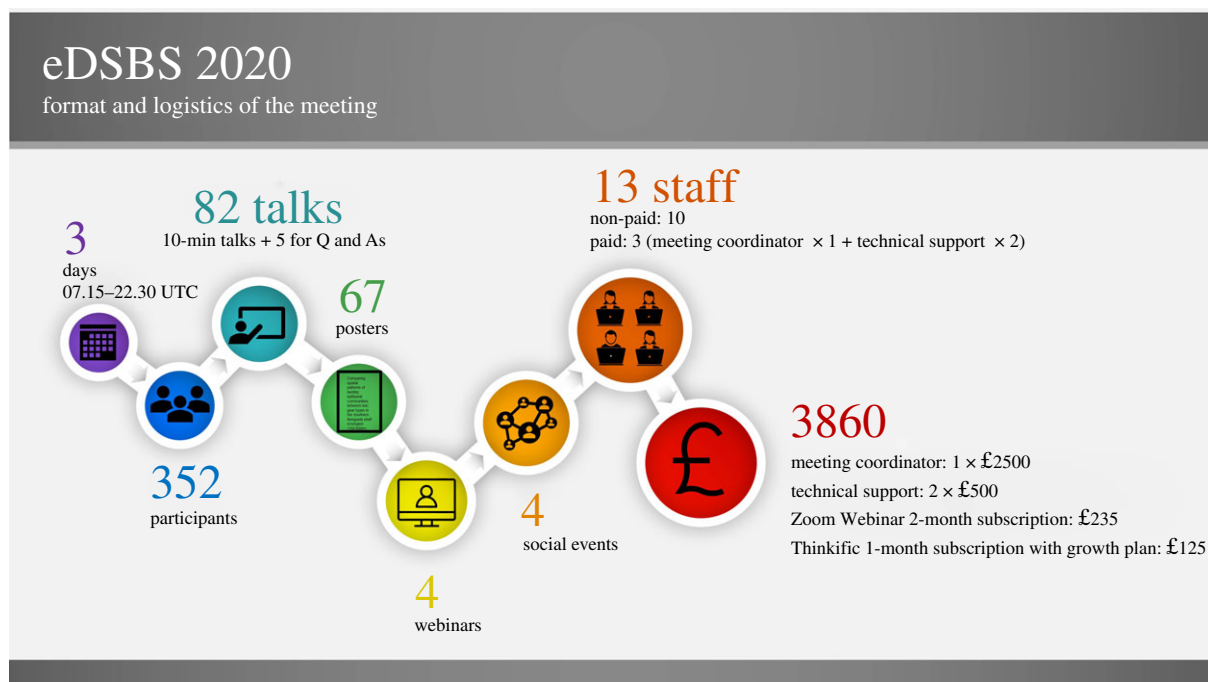 eDSBS 2020
format and logistics of the meeting
3
days
07.15–22.30 UTC
352
participants
82 talks
10-min talks + 5 for Q and As
67
posters
4
webinars
4
social events
13 staff
non-paid: 10
paid: 3 (meeting coordinator × 1 + technical support × 2)
£
3860
meeting coordinator: 1 × £2500
technical support: 2 × £500
Zoom Webinar 2-month subscription: £235
Thinkific 1-month subscription with growth plan: £125